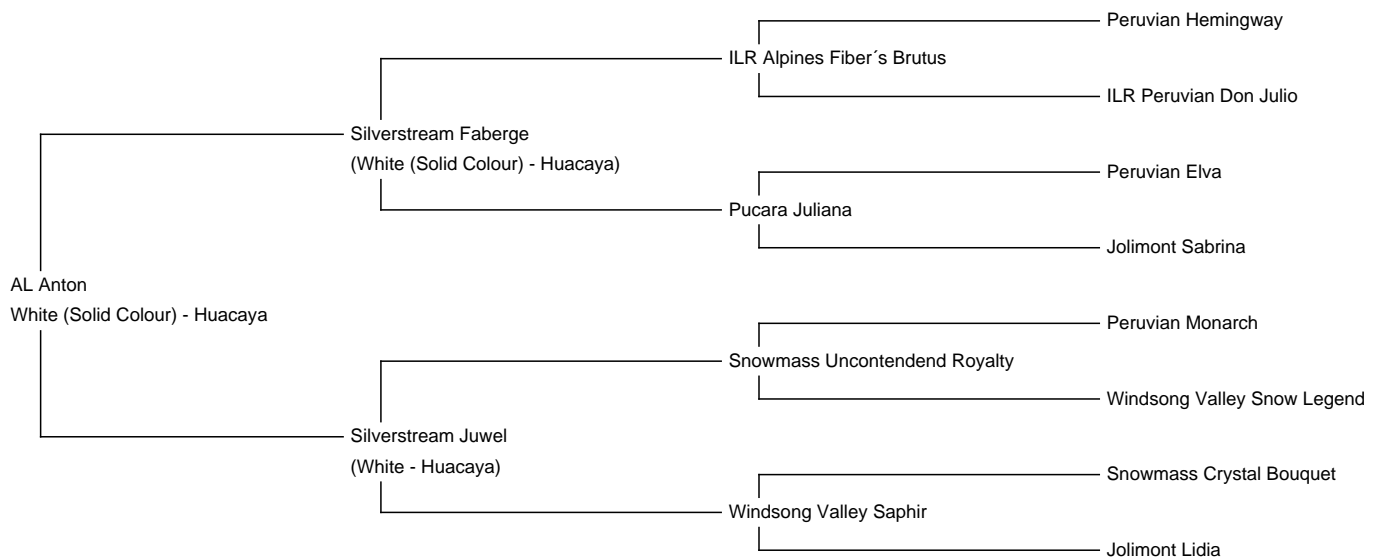 Peruvian Hemingway
ILR Alpines Fiber´s Brutus
ILR Peruvian Don Julio
Silverstream Faberge
(White (Solid Colour) - Huacaya)
Peruvian Elva
Pucara Juliana
Jolimont Sabrina
AL Anton
White (Solid Colour) - Huacaya
Peruvian Monarch
Snowmass Uncontendend Royalty
Windsong Valley Snow Legend
Silverstream Juwel
(White - Huacaya)
Snowmass Crystal Bouquet
Windsong Valley Saphir
Jolimont Lidia